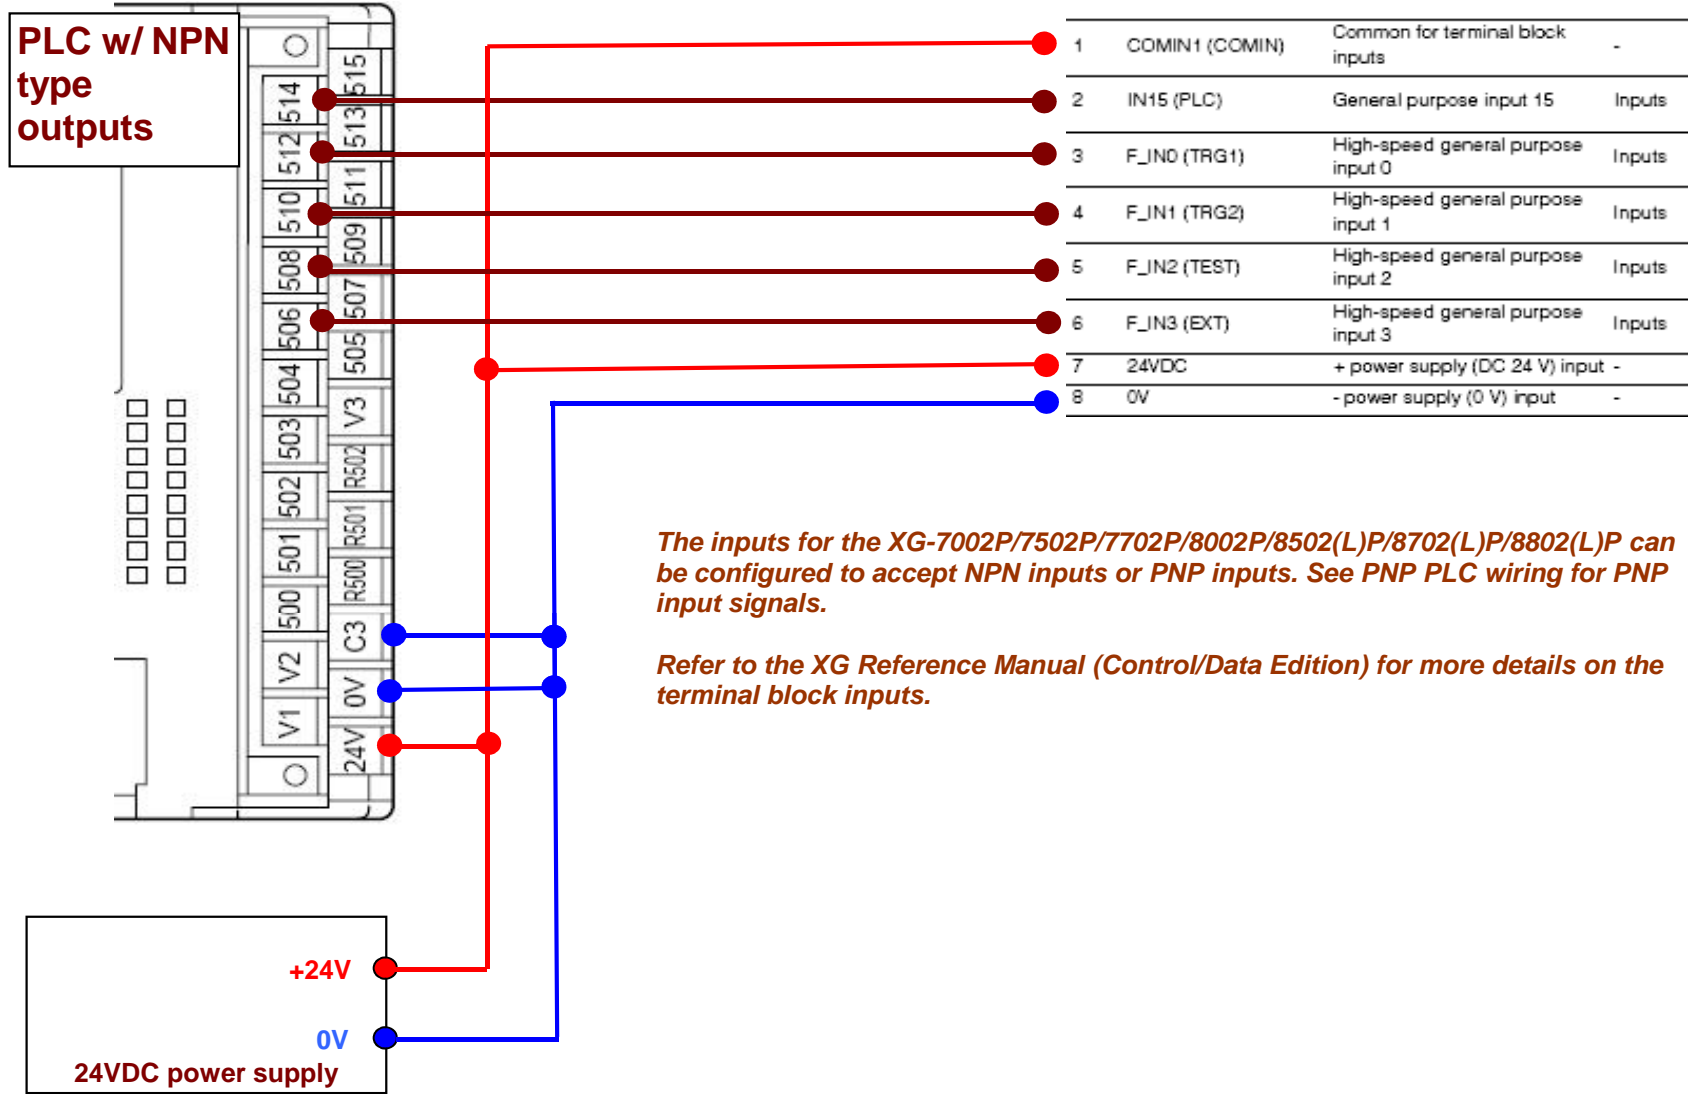 PLC w/ NPN
type
outputs
515
514
513
512
511
510
509
508
507
506
505
504
V3
503
R502
502
R501
501
R500
500
C3
V2
0V
V1
24V
1 COMIN1 (COMIN) Common for terminal block
inputs -
2 IN15 (PLC) General purpose input 15 Inputs
3 F_IN0 (TRG1) High-speed general purpose
input 0 Inputs
4 F_IN1 (TRG2) High-speed general purpose
input 1 Inputs
5 F_IN2 (TEST) High-speed general purpose
input 2 Inputs
6 F_IN3 (EXT) High-speed general purpose
input 3 Inputs
7 24VDC + power supply (DC 24 V) input -
8 0V - power supply (0 V) input -
The inputs for the XG-7002P/7502P/7702P/8002P/8502(L)P/8702(L)P/8802(L)P can
be configured to accept NPN inputs or PNP inputs. See PNP PLC wiring for PNP
input signals.
Refer to the XG Reference Manual (Control/Data Edition) for more details on the
terminal block inputs.
+24V
0V
24VDC power supply